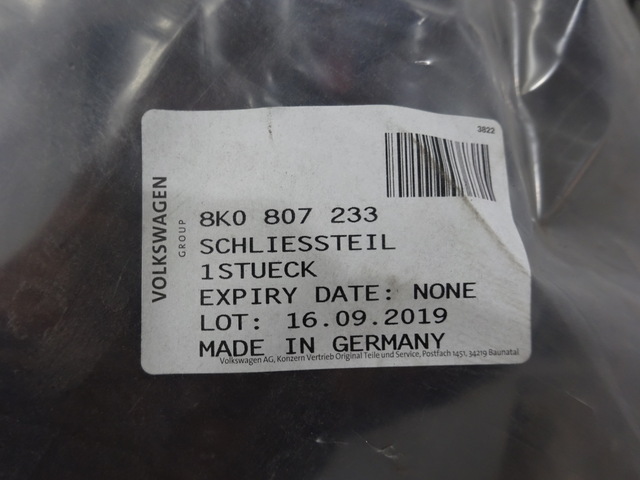 3822
VOLKSWAGEN
GROUP
8K0 807 233
SCHLIESSTEIL
1STUECK
EXPIRY DATE: NONE
LOT: 16.09.2019
MADE IN GERMANY
Volkswagen AG, Konzern Vertrieb Original Teile und Service, Postfach 1451, 34219 Baunatal